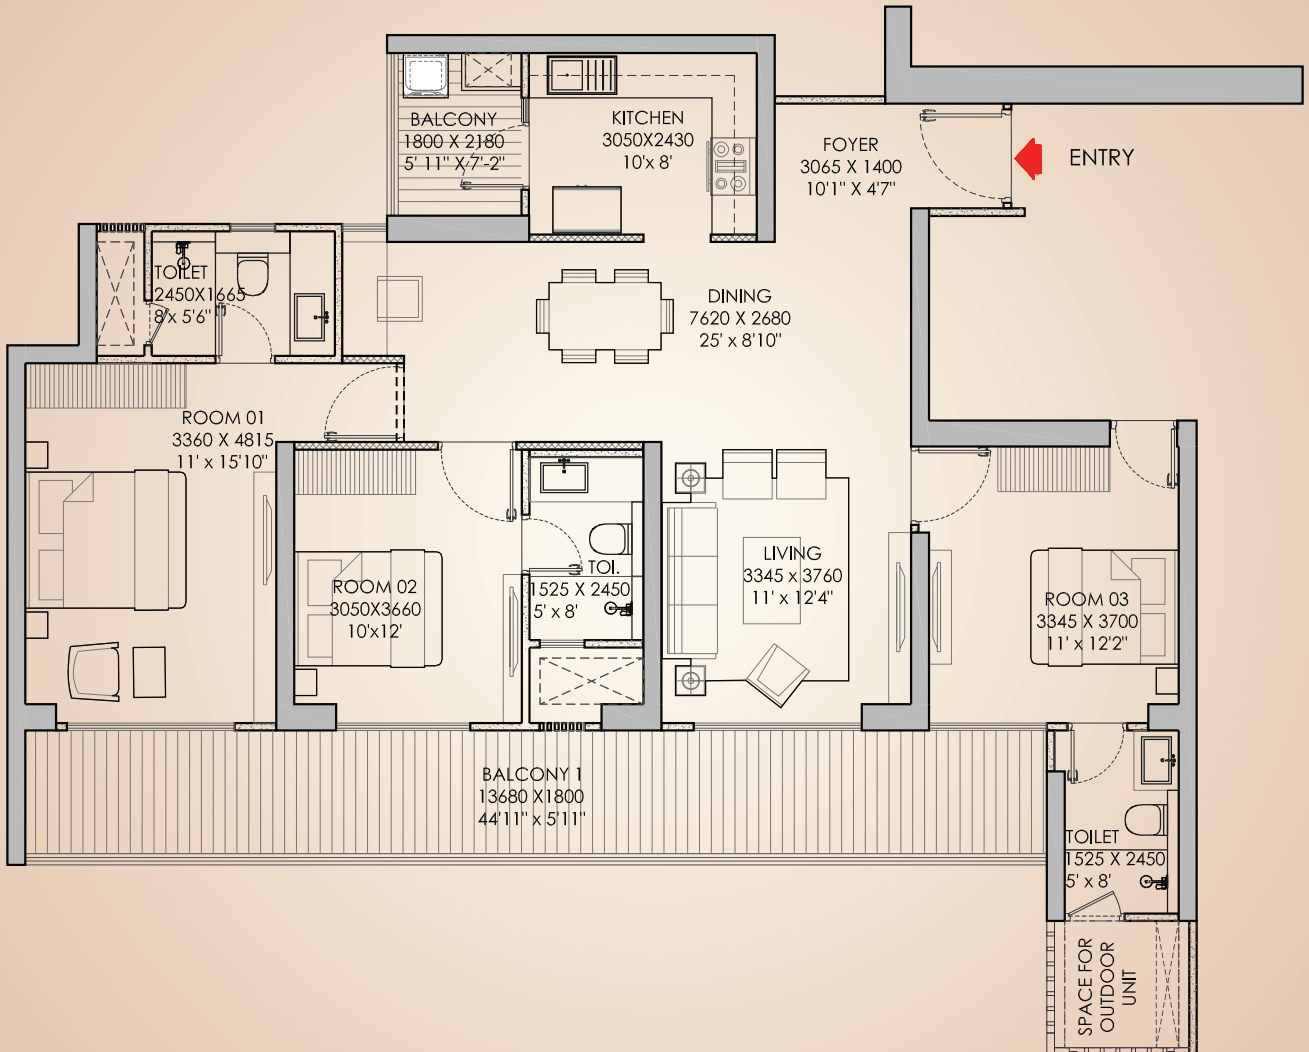 BALCONY
1800 X 2180
5' 11" X 7'-2"
KITCHEN
3050X2430
10'x 8'
FOYER
3065 X 1400
10'1" X 4'7"
ENTRY
TOILET
2450X1665
8'x 5'6"
DINING
7620 X 2680
25' x 8'10"
ROOM 01
3360 X 4815
11' x 15'10"
ROOM 02
3050X3660
10'x12'
TOI.
1525 X 2450
5' x 8'
LIVING
3345 x 3760
11' x 12'4"
ROOM 03
3345 X 3700
11' x 12'2"
BALCONY 1
13680 X1800
44'11" x 5'11"
TOILET
1525 X 2450
5' x 8'
SPACE FOR
OUTDOOR
UNIT